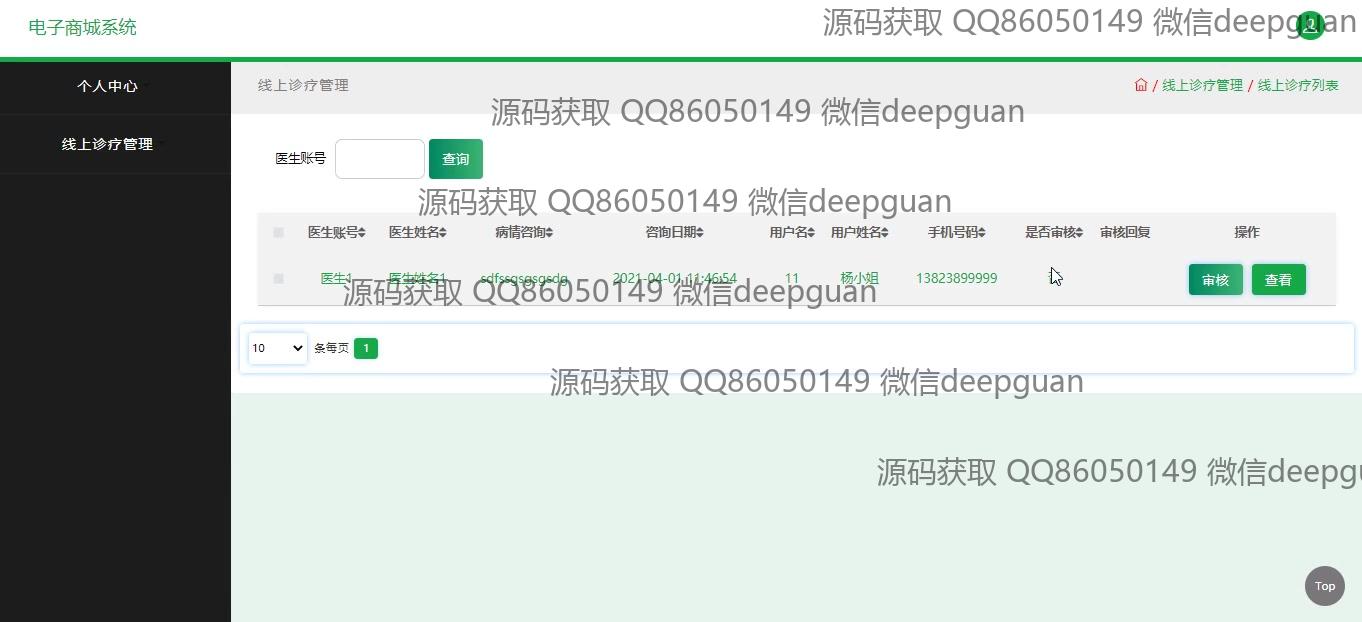 电子商城系统
源码获取 QQ86050149 微信deepguan
个人中心
线上诊疗管理
线上诊疗管理
/ 线上诊疗管理 / 线上诊疗列表
源码获取 QQ86050149 微信deepguan
医生账号
查询
源码获取 QQ86050149 微信deepguan
医生账号 医生姓名 病情咨询 咨询日期 用户名 用户姓名 手机号码 是否审核 审核回复 操作
医生1 医生姓名1 sdfssgsgsgsdg 2021-04-01 11:46:54 11 杨小姐 13823899999 审核 查看
源码获取 QQ86050149 微信deepguan
10 条每页 1
源码获取 QQ86050149 微信deepguan
源码获取 QQ86050149 微信deepgu
Top